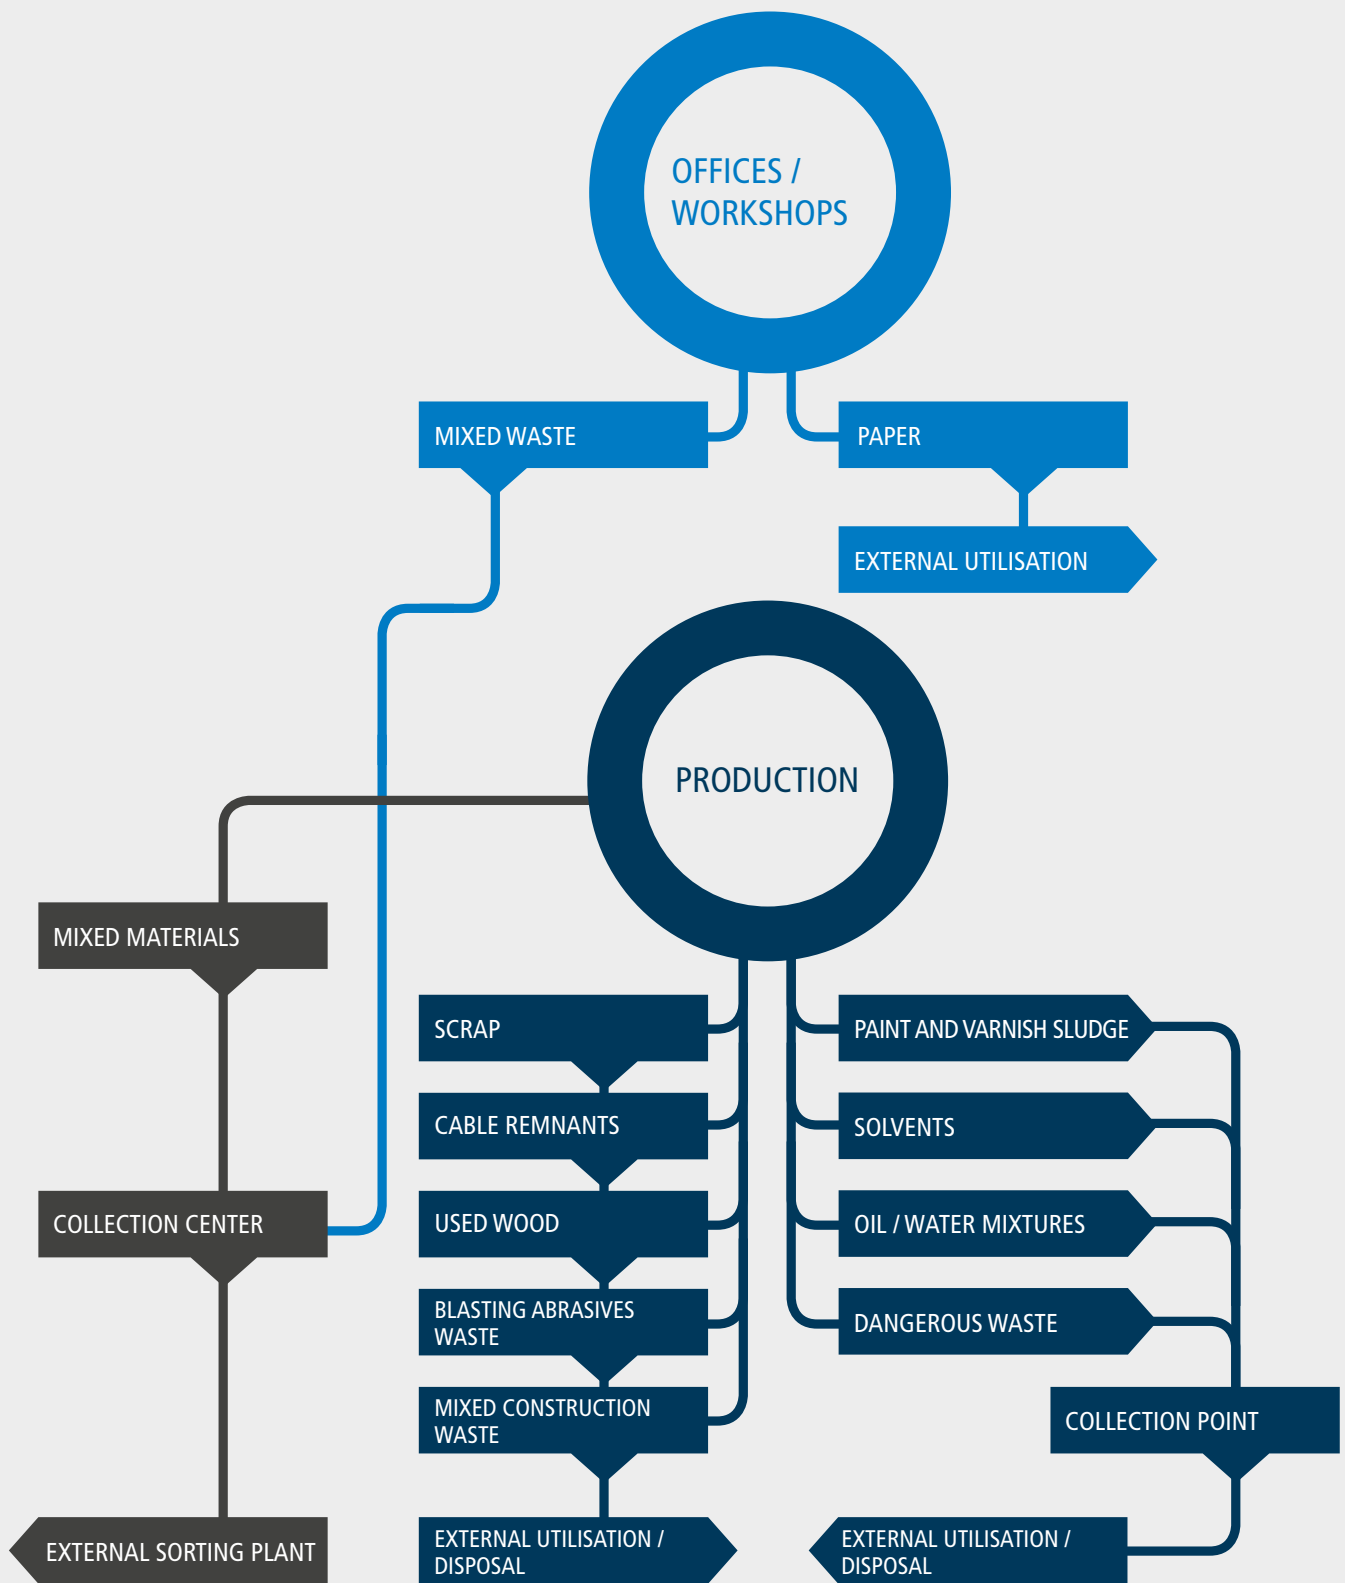 OFFICES /
WORKSHOPS
MIXED WASTE
PAPER
EXTERNAL UTILISATION
PRODUCTION
MIXED MATERIALS
COLLECTION CENTER
EXTERNAL SORTING PLANT
SCRAP
CABLE REMNANTS
USED WOOD
BLASTING ABRASIVES
WASTE
MIXED CONSTRUCTION
WASTE
EXTERNAL UTILISATION /
DISPOSAL
PAINT AND VARNISH SLUDGE
SOLVENTS
OIL / WATER MIXTURES
DANGEROUS WASTE
COLLECTION POINT
EXTERNAL UTILISATION /
DISPOSAL